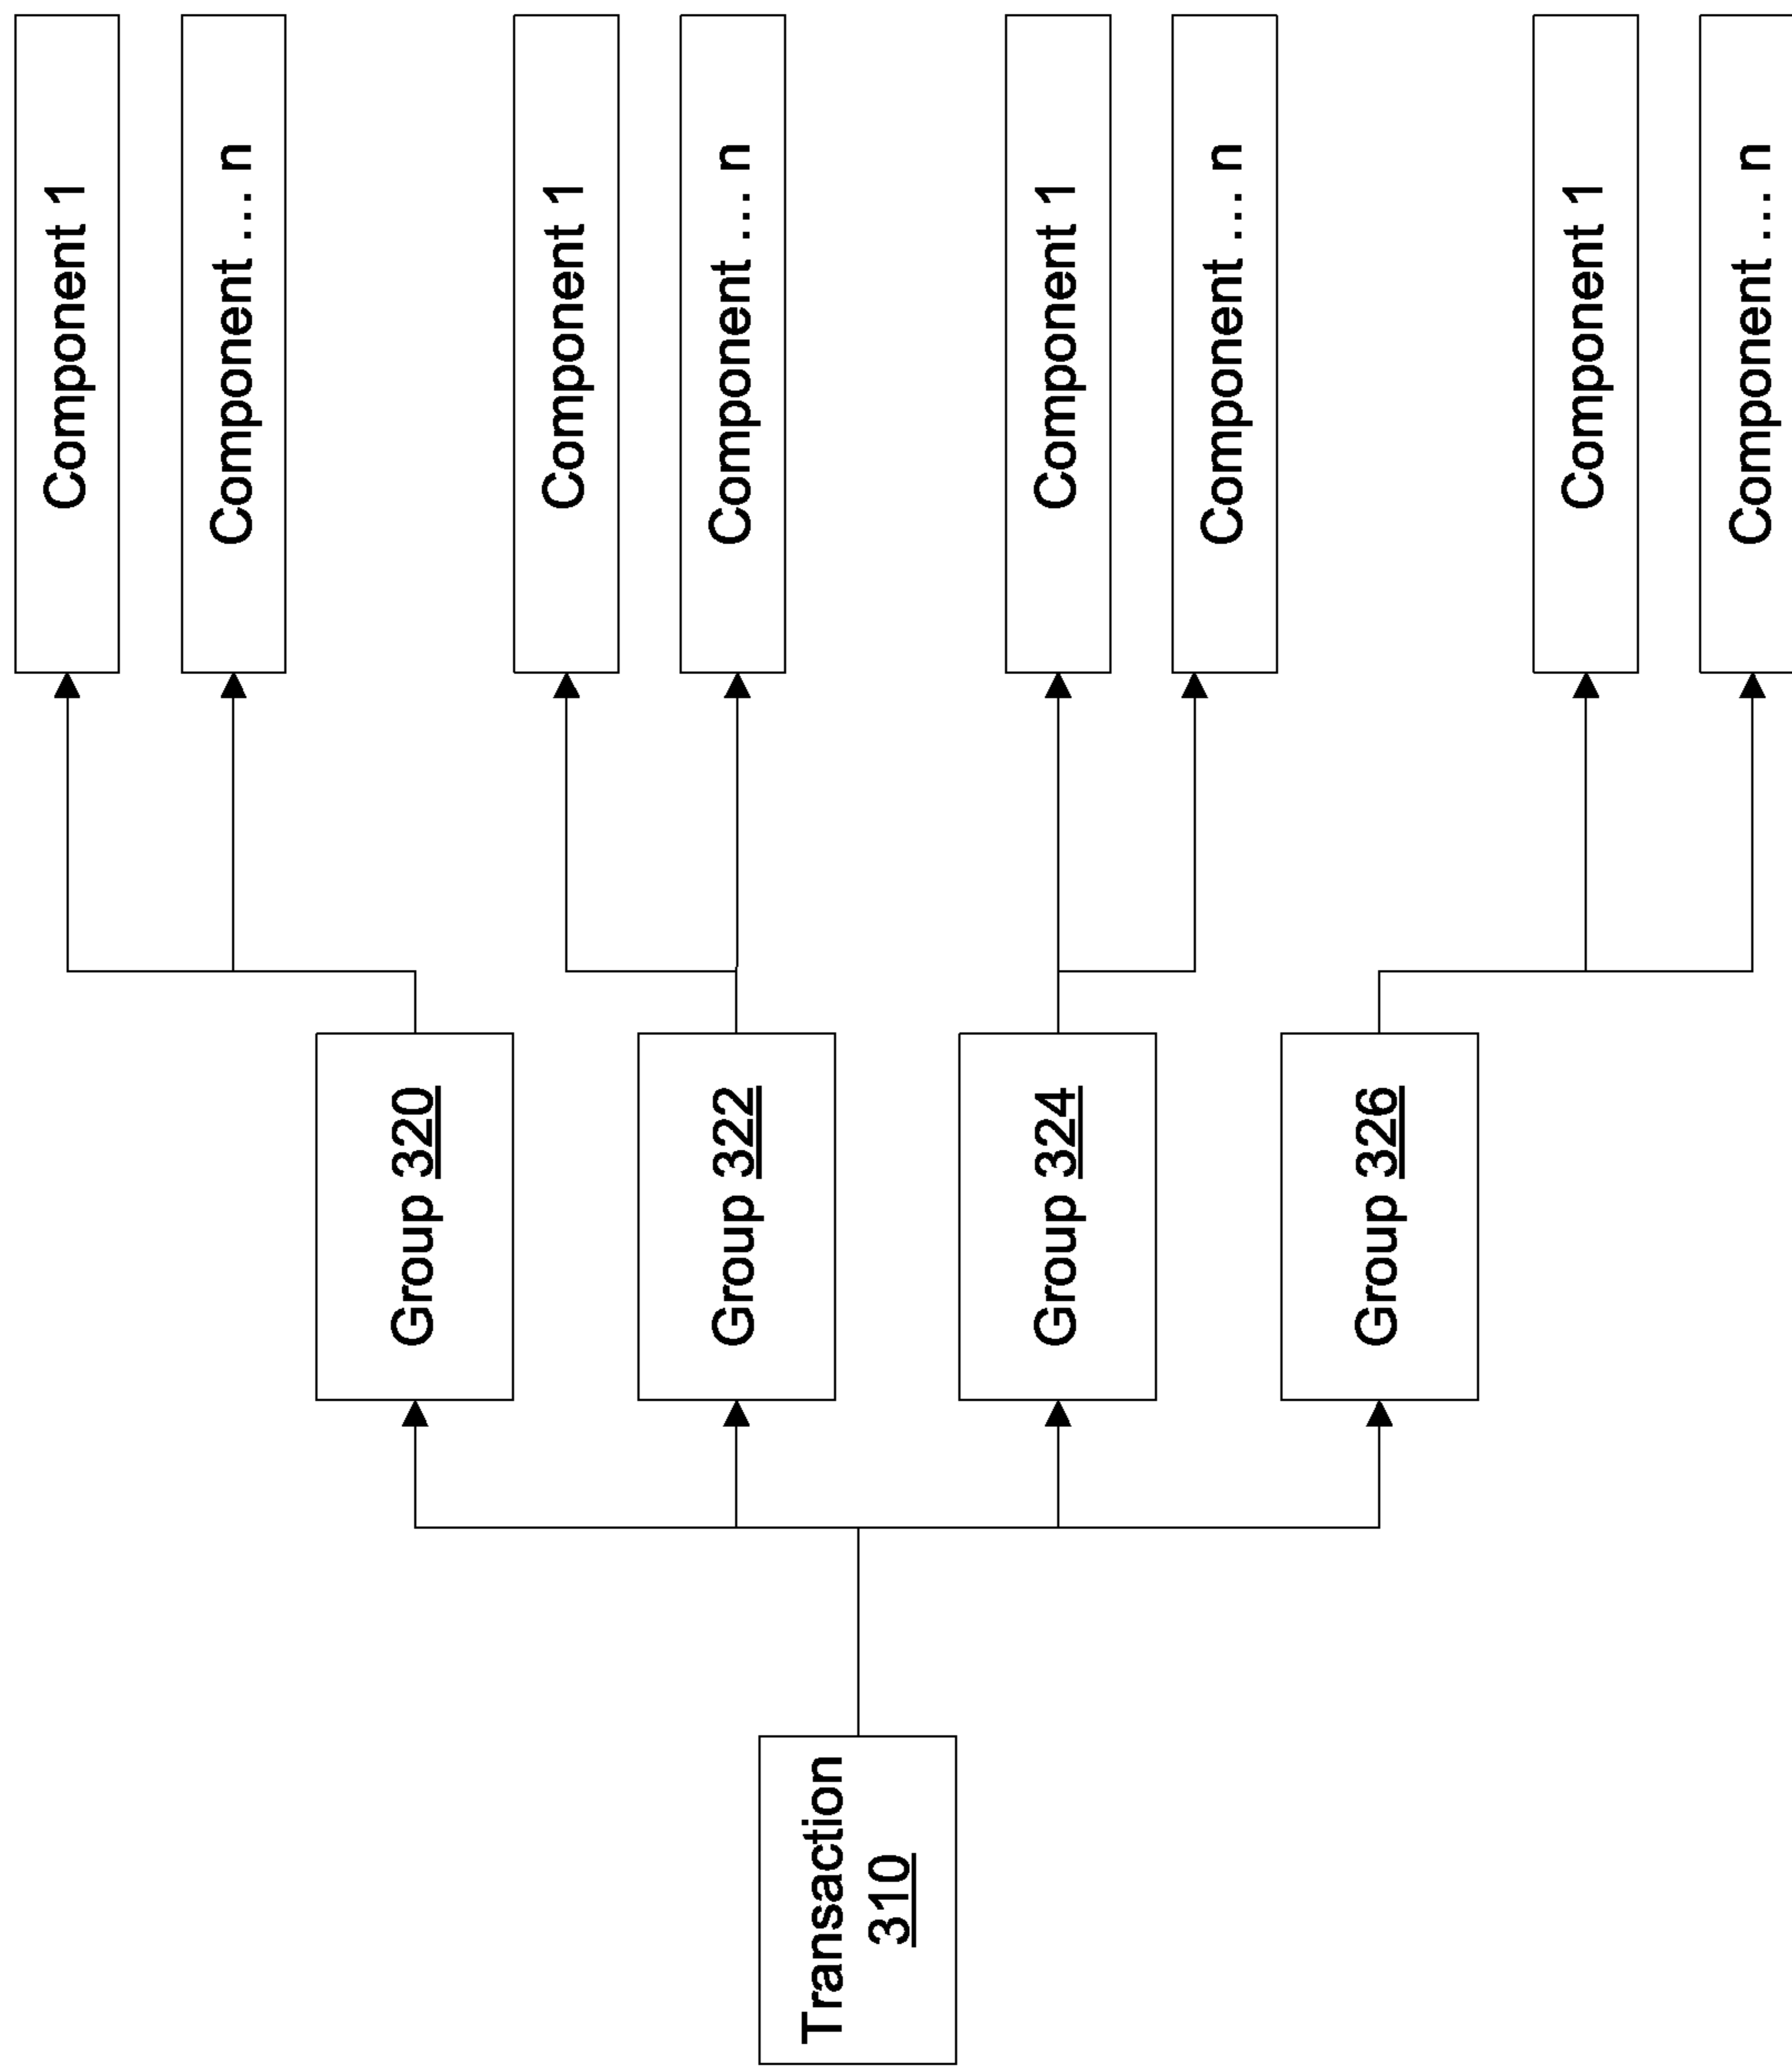 Transaction
310
Group 320
Group 322
Group 324
Group 326
Component 1
Component ... n
Component 1
Component ... n
Component 1
Component ... n
Component 1
Component ... n